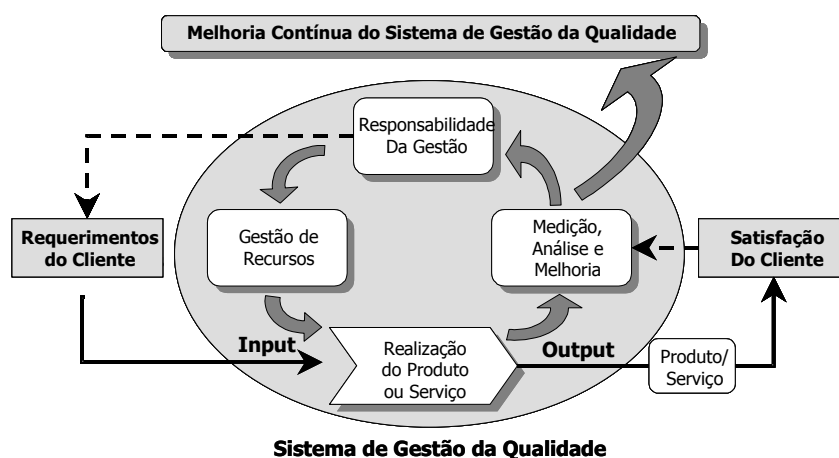 Melhoria Contínua do Sistema de Gestão da Qualidade
Responsabilidade
Da Gestão
Requerimentos
do Cliente
Gestão de
Recursos
Medição,
Análise e
Melhoria
Satisfação
Do Cliente
Input
Realização
do Produto
ou Serviço
Output
Produto/
Serviço
Sistema de Gestão da Qualidade